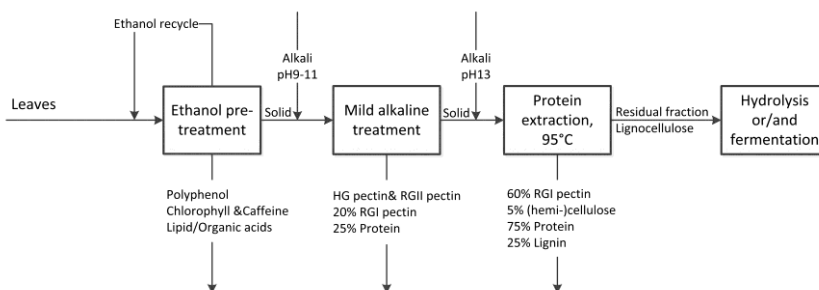 Ethanol recycle
Alkali
pH9-11
Alkali
pH13
Leaves
Ethanol pre-
treatment
Solid
Mild alkaline
treatment
Solid
Protein
extraction,
95°C
Residual fraction
Lignocellulose
Hydrolysis
or/and
fermentation
Polyphenol
Chlorophyll &Caffeine
Lipid/Organic acids
HG pectin& RGII pectin
20% RGI pectin
25% Protein
60% RGI pectin
5% (hemi-)cellulose
75% Protein
25% Lignin